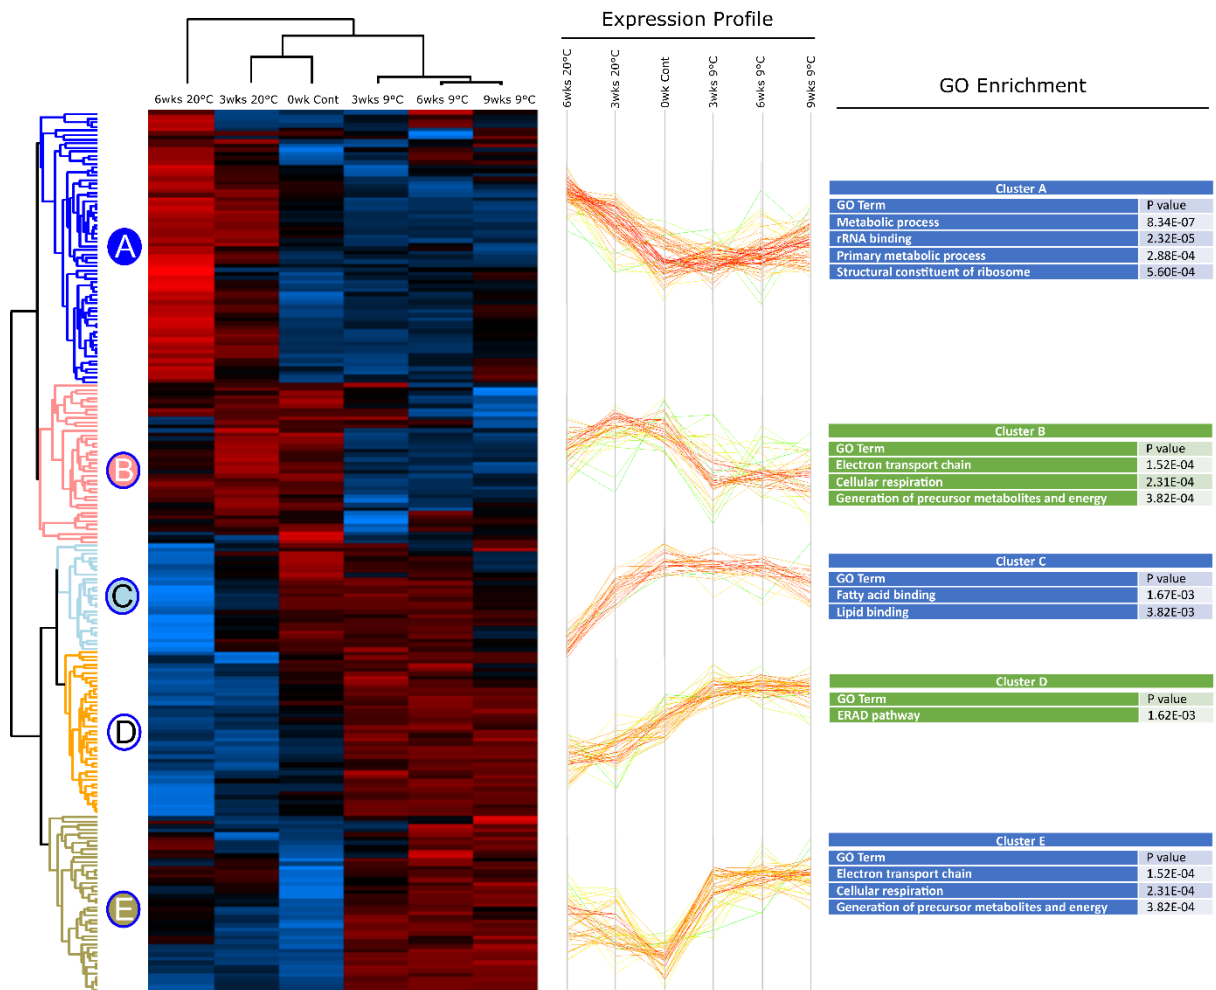 Expression Profile
6wks 20°C
3wks 20°C
0wk Cont
3wks 9°C
6wks 9°C
9wks 9°C
6wks 20°C 3wks 20°C 0wk Cont 3wks 9°C 6wks 9°C 9wks 9°C
GO Enrichment
A
B
C
D
E
Cluster A
GO Term P value
Metabolic process 8.34E-07
rRNA binding 2.32E-05
Primary metabolic process 2.88E-04
Structural constituent of ribosome 5.60E-04
Cluster B
GO Term P value
Electron transport chain 1.52E-04
Cellular respiration 2.31E-04
Generation of precursor metabolites and energy 3.82E-04
Cluster C
GO Term P value
Fatty acid binding 1.67E-03
Lipid binding 3.82E-03
Cluster D
GO Term P value
ERAD pathway 1.62E-03
Cluster E
GO Term P value
Electron transport chain 1.52E-04
Cellular respiration 2.31E-04
Generation of precursor metabolites and energy 3.82E-04